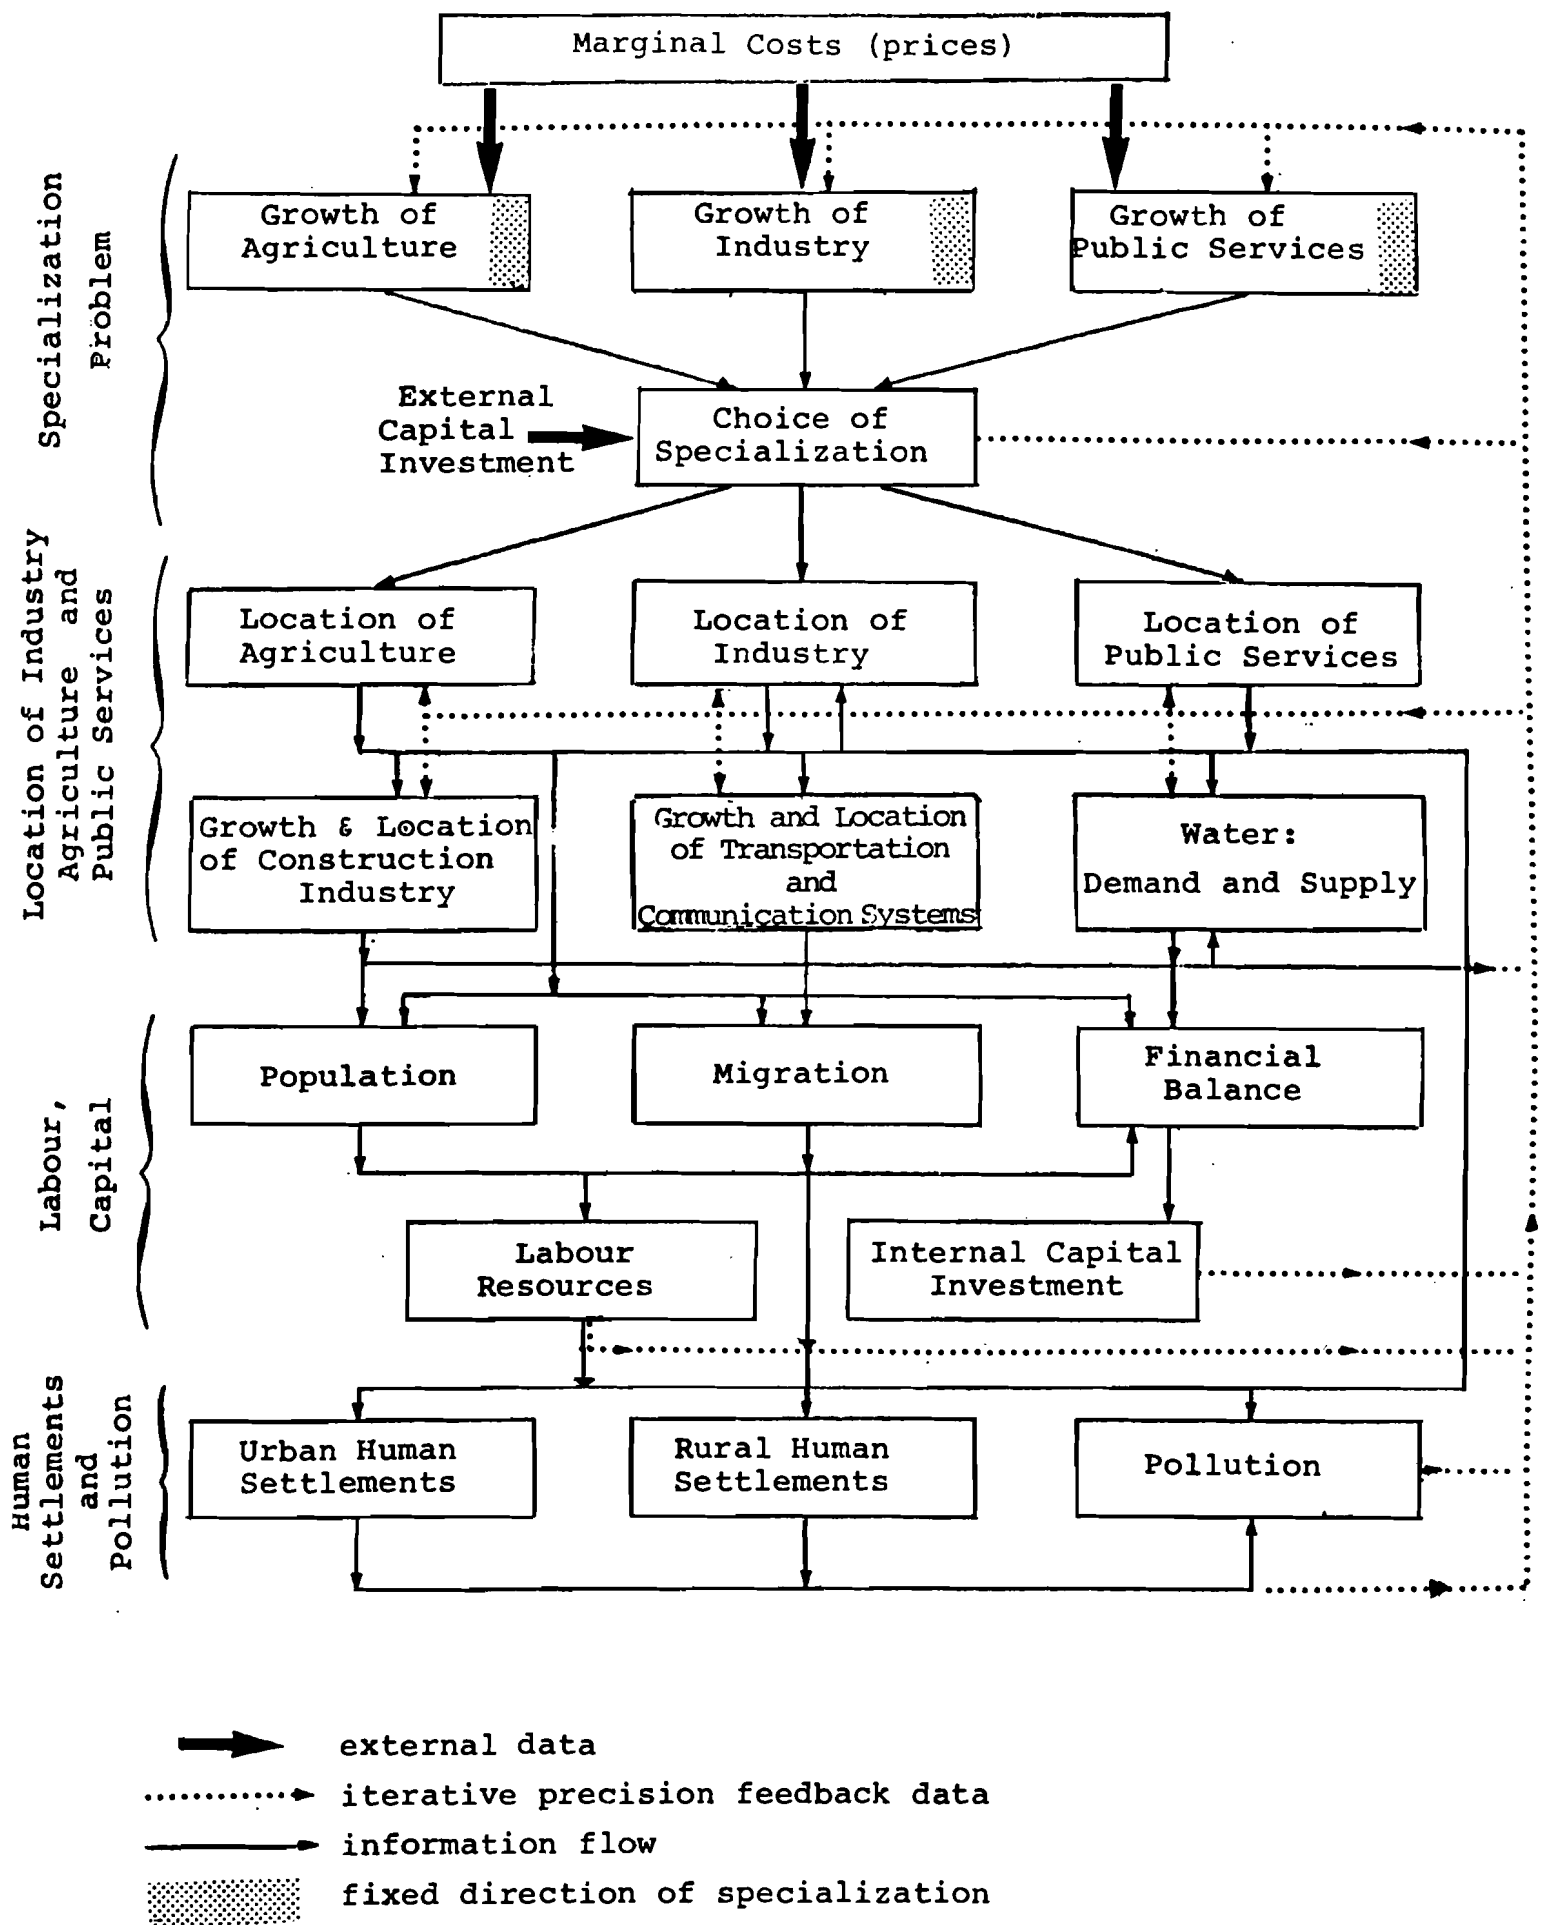 Marginal Costs (prices)
Specialization
Problem
Growth of
Agriculture
Growth of
Industry
Growth of
Public Services
External
Capital
Investment
Choice of
Specialization
Location of Industry
Agriculture and
Public Services
Location of
Agriculture
Location of
Industry
Location of
Public Services
Growth & Location
of Construction
Industry
Growth and Location
of Transportation
and
Communication Systems
Water:
Demand and Supply
Labour,
Capital
Population
Migration
Financial
Balance
Labour
Resources
Internal Capital
Investment
Human
Settlements
and
Pollution
Urban Human
Settlements
Rural Human
Settlements
Pollution
external data
iterative precision feedback data
information flow
fixed direction of specialization